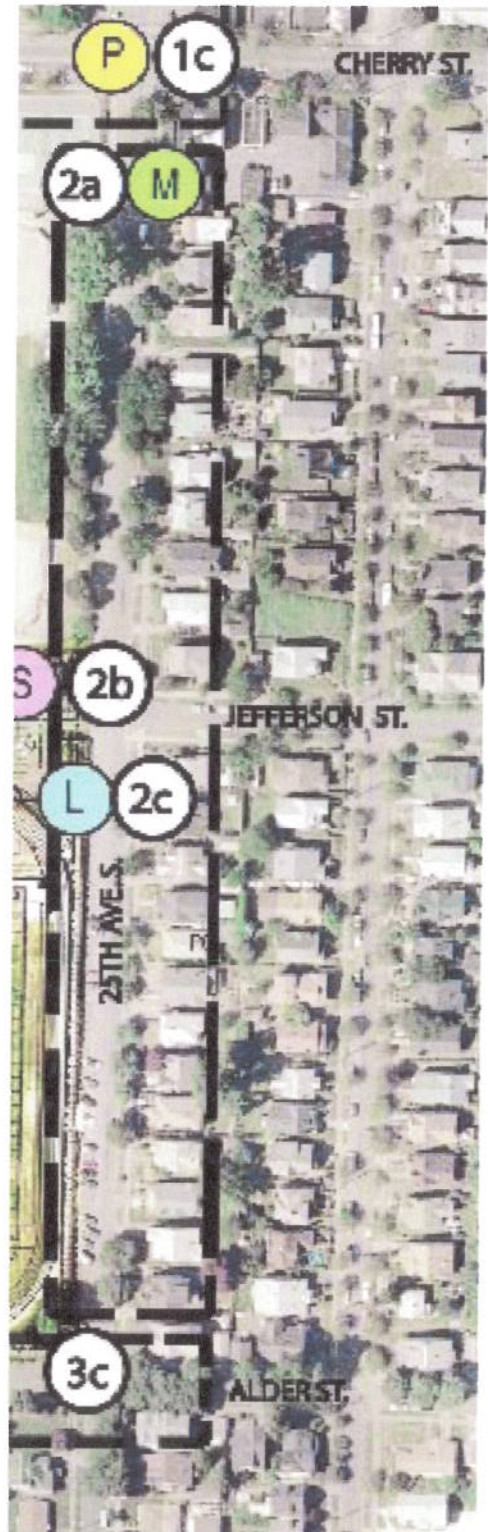 P 1c CHERRY ST.
2a M
S 2b
JEFFERSON ST.
L 2c
25TH AVE. S.
3c
ALDER ST.